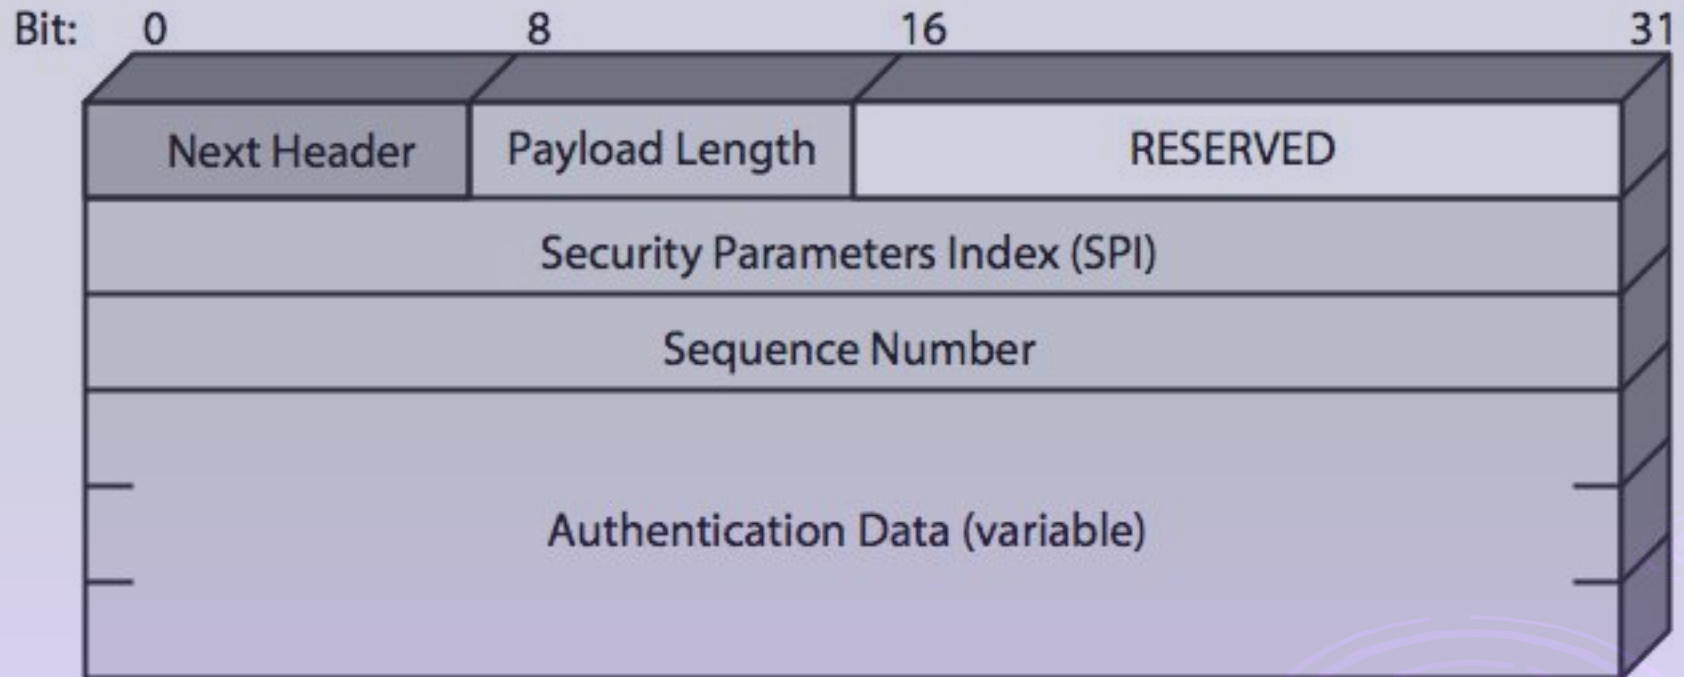 Bit: 0 8 16 31
Next Header Payload Length RESERVED
Security Parameters Index (SPI)
Sequence Number
Authentication Data (variable)